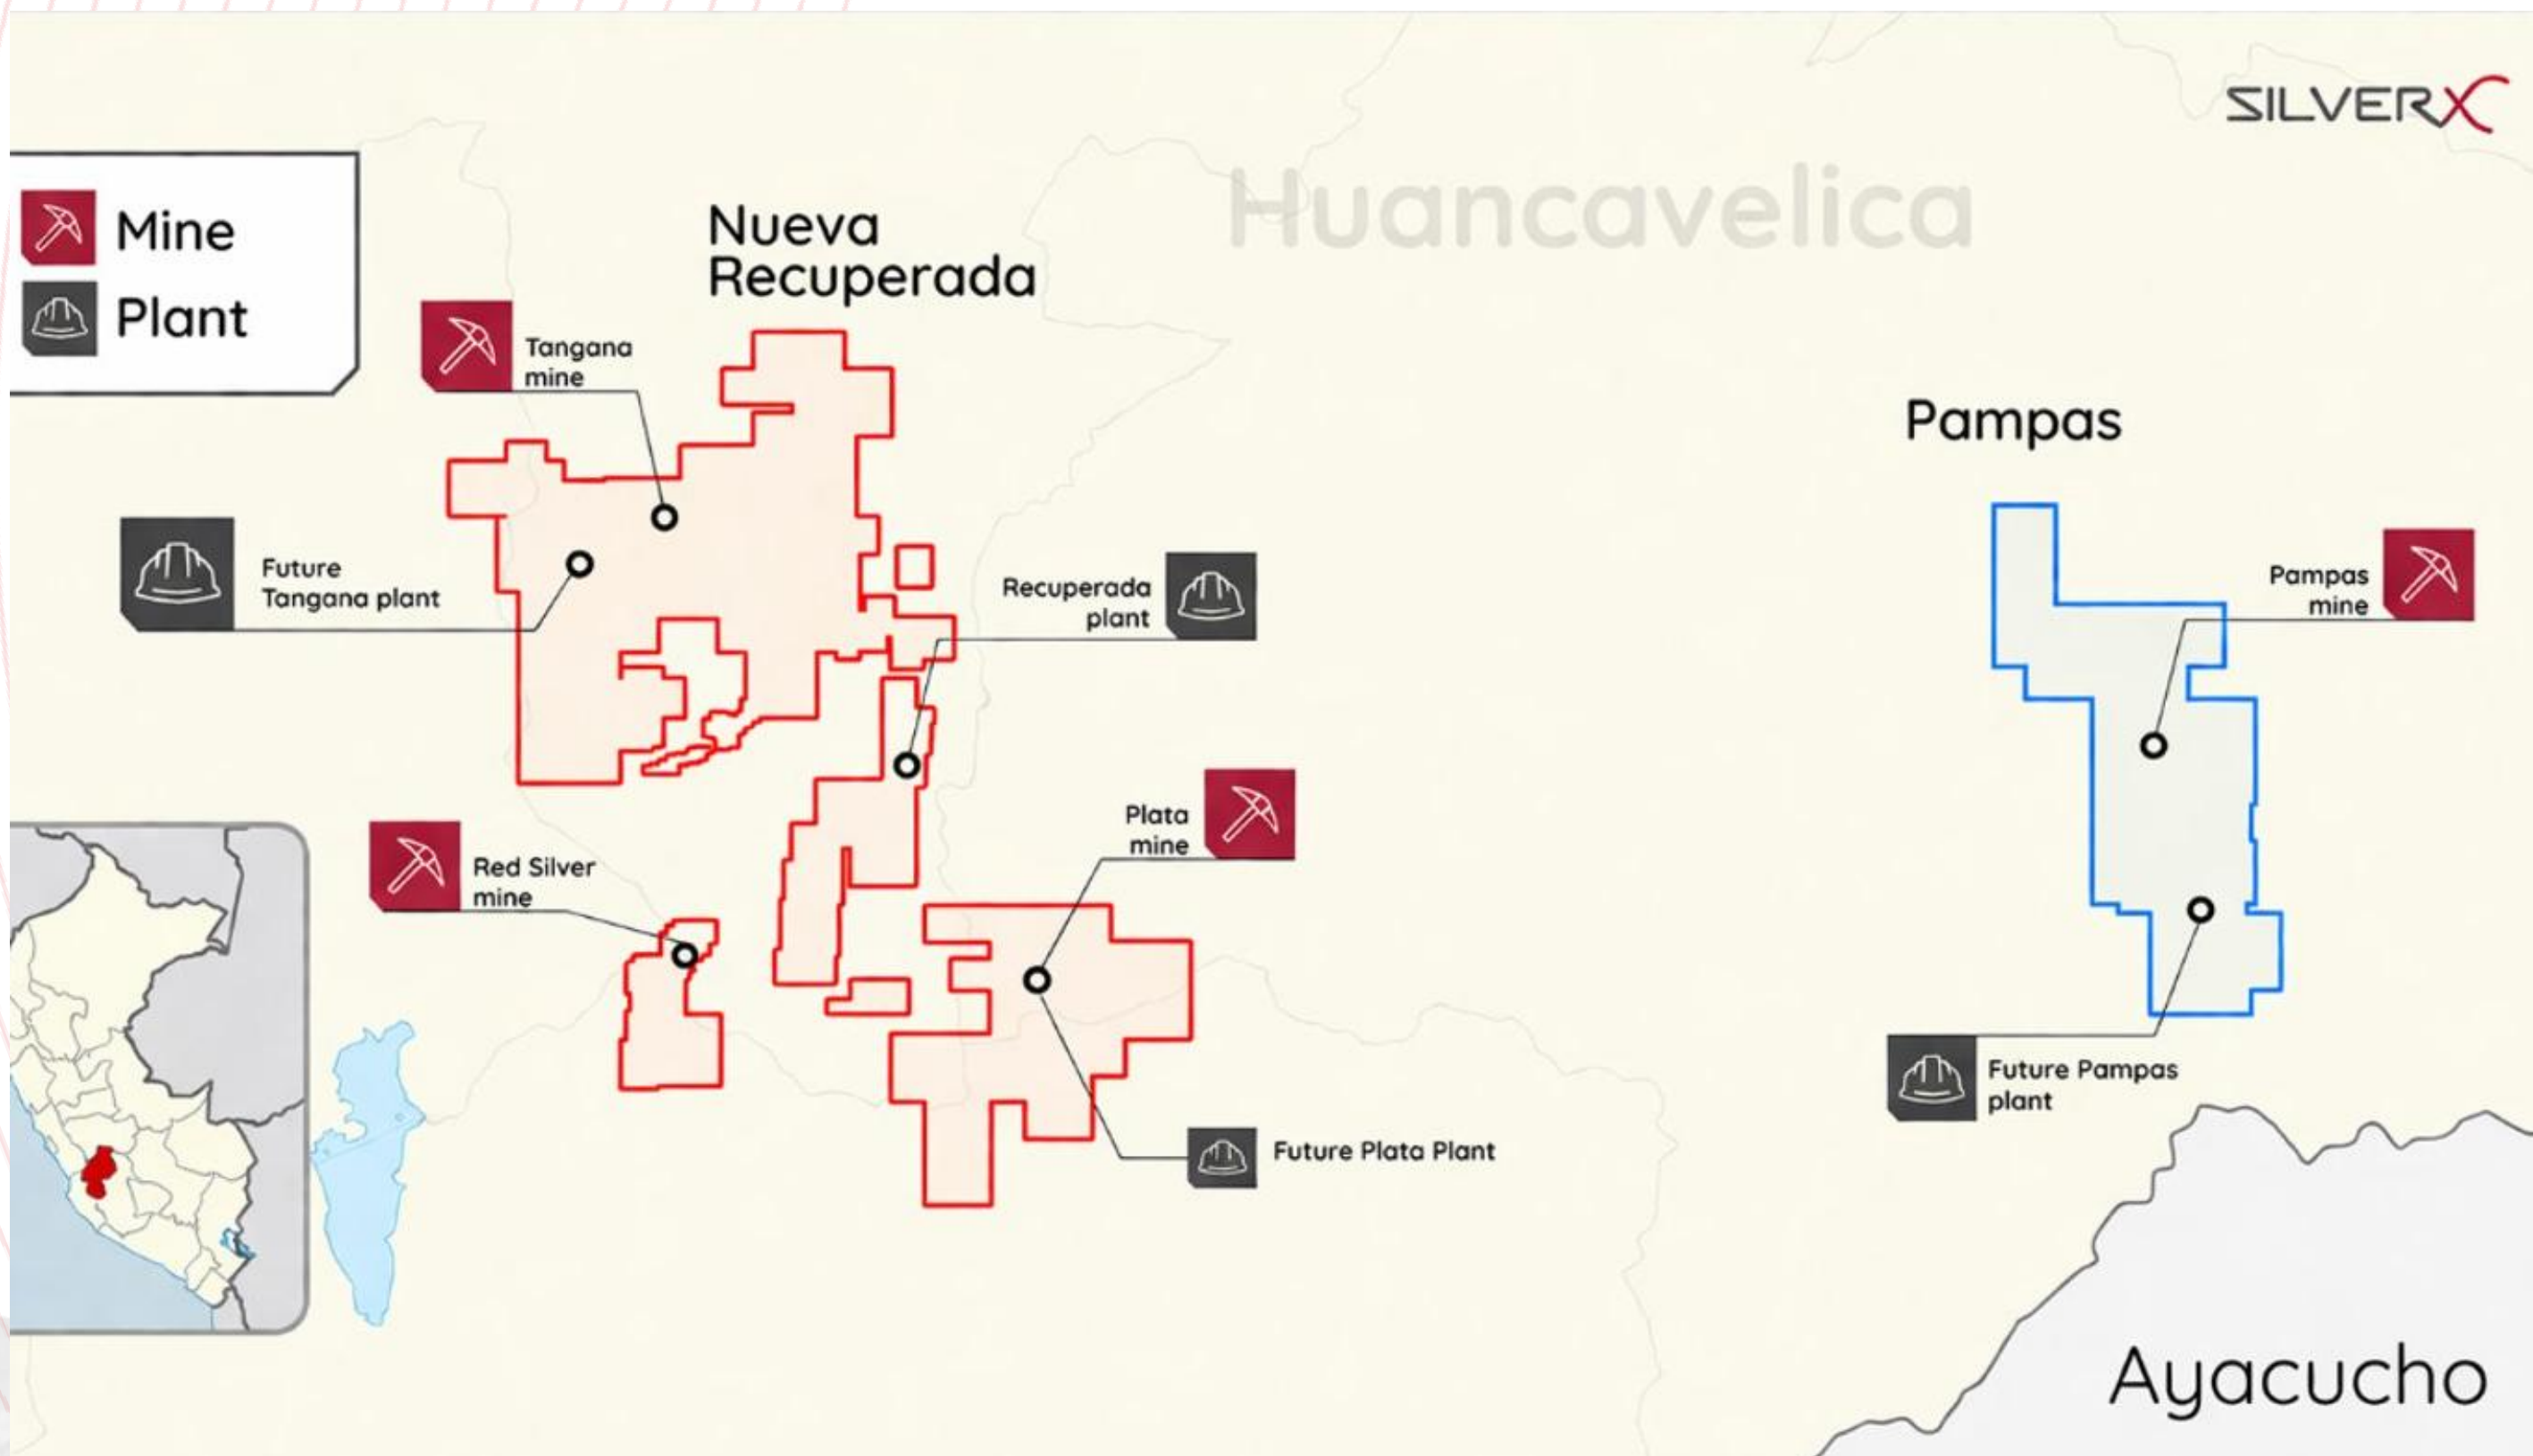 SILVERX
Huancavelica
Mine
Plant
Nueva
Recuperada
Tangana
mine
Pampas
Future
Tangana plant
Recuperada
plant
Pampas
mine
Plata
mine
Red Silver
mine
Future Pampas
plant
Future Plata Plant
Ayacucho